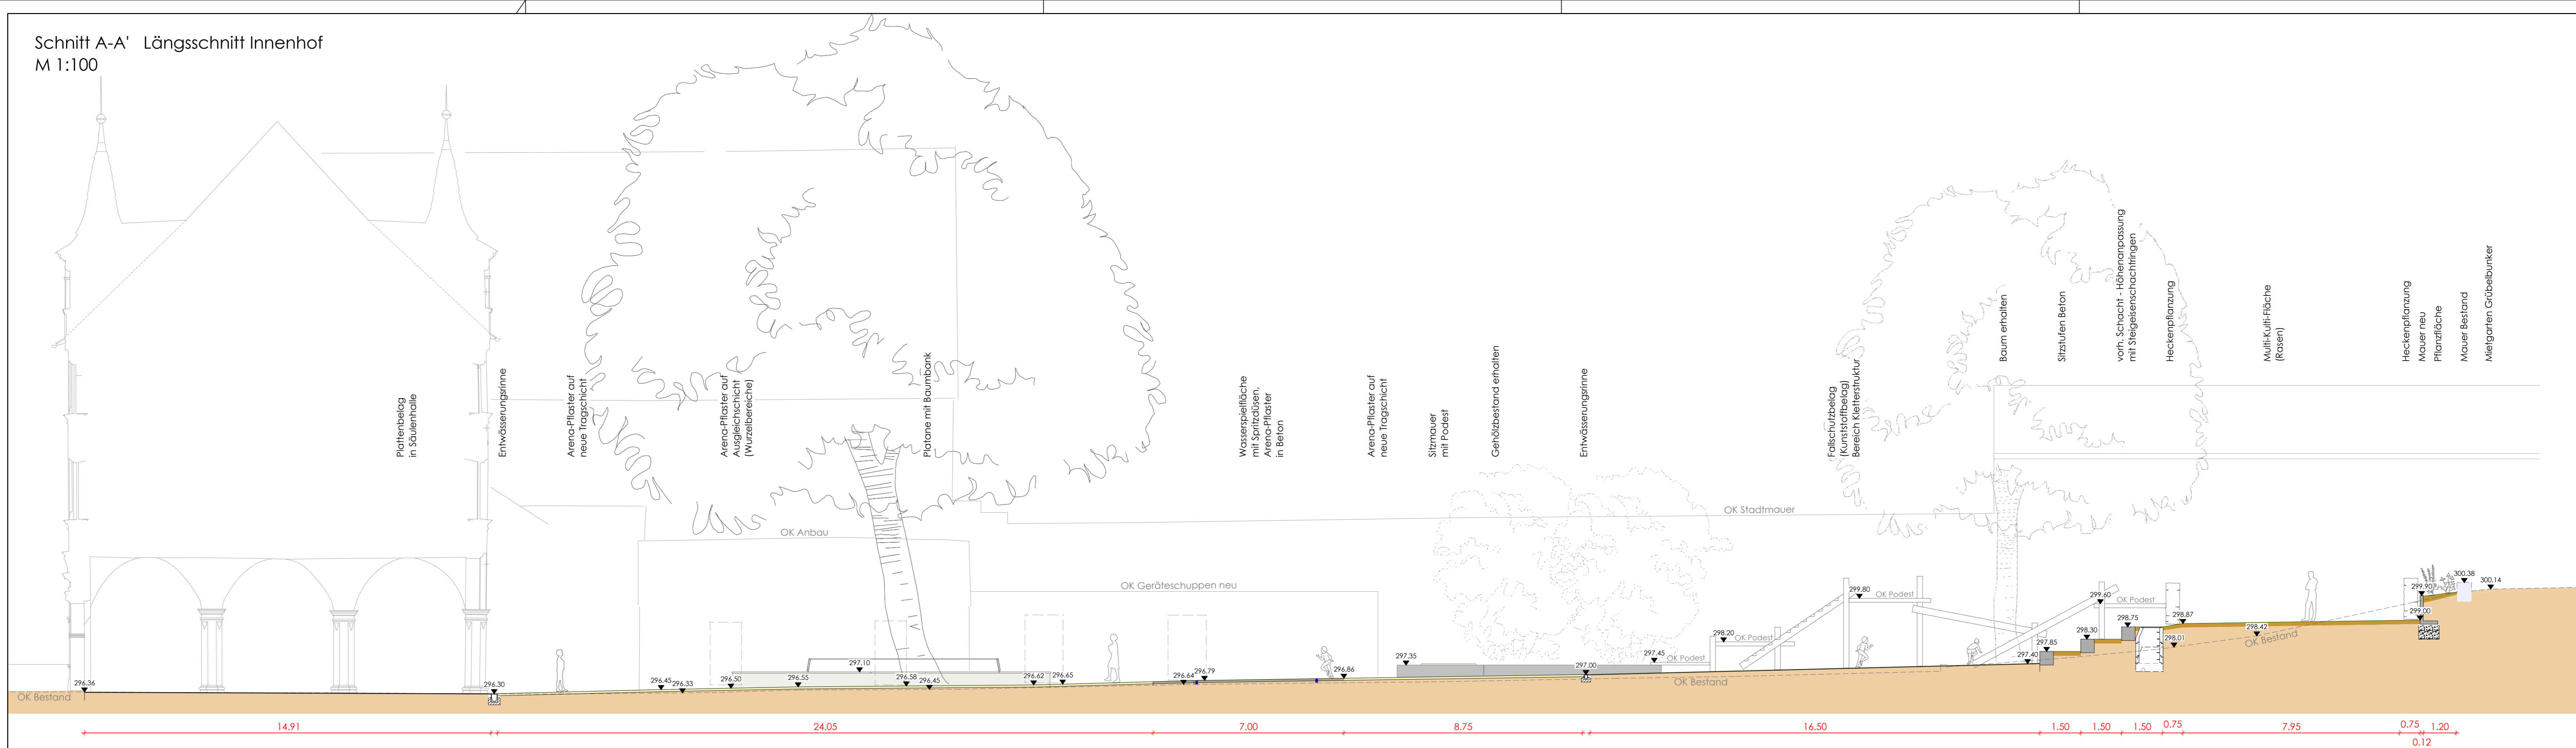 Schnitt A-A' Längsschnitt Innenhof
M 1:100
Plattenbelag
in Säulenhalle
Entwässerungsrinne
Arena-Pflaster auf
neue Tragschicht
Arena-Pflaster auf
Ausgleichschicht
(Wurzelbereiche)
Platane mit Baumbank
Wasserspielfläche
mit Spritzdüsen,
Arena-Pflaster
in Beton
Arena-Pflaster auf
neue Tragschicht
Sitzmauer
mit Podest
Gehölzbestand erhalten
Entwässerungsrinne
Fallschutzbelag
(Kunststoffbelag)
Bereich Kletterstruktur
Baum erhalten
Sitzstufen Beton
vorh. Schacht - Höhenanpassung
mit Steigeisenschachtringen
Heckenpflanzung
Multi-Kulti-Fläche
(Rasen)
Heckenpflanzung
Mauer neu
Pflanzfläche
Mauer Bestand
Mietgarten Grübelbunker
OK Anbau
OK Geräteschuppen neu
OK Stadtmauer
OK Podest
OK Podest
OK Podest
OK Podest
OK Bestand
OK Bestand
OK Bestand
296.36
296.30
296.45
296.33
296.50
296.55
297.10
296.58
296.45
296.62
296.65
296.64
296.79
296.86
297.35
297.00
297.45
298.20
299.80
297.40
297.85
298.30
299.60
298.75
298.87
298.01
298.42
299.90
299.00
300.38
300.14
14.91
24.05
7.00
8.75
16.50
1.50
1.50
1.50
0.75
7.95
0.75
0.12
1.20